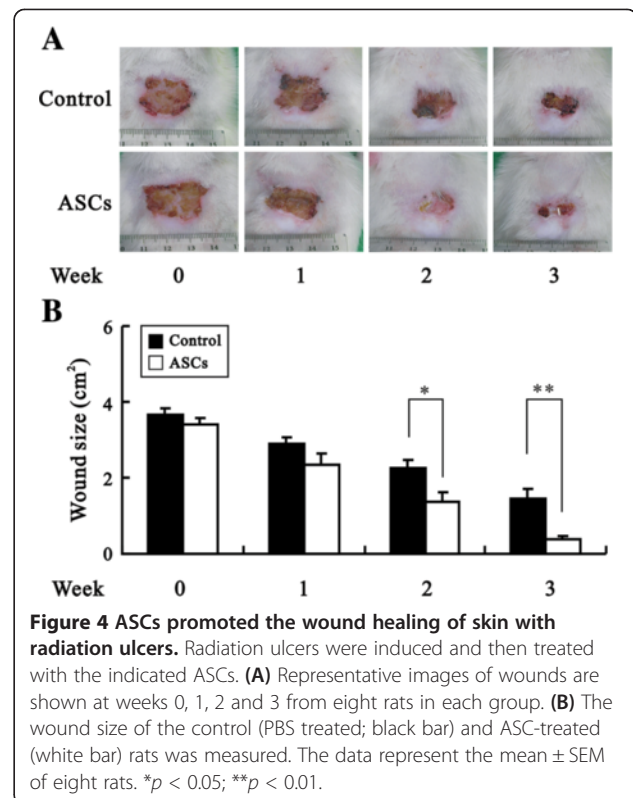 A
Control
ASCs
Week 0 1 2 3
B
Control
ASCs
Wound size (cm²)
6
4
2
0
*
**
Week 0 1 2 3
Figure 4 ASCs promoted the wound healing of skin with
radiation ulcers. Radiation ulcers were induced and then treated
with the indicated ASCs. (A) Representative images of wounds are
shown at weeks 0, 1, 2 and 3 from eight rats in each group. (B) The
wound size of the control (PBS treated; black bar) and ASC-treated
(white bar) rats was measured. The data represent the mean ± SEM
of eight rats. *p < 0.05; **p < 0.01.